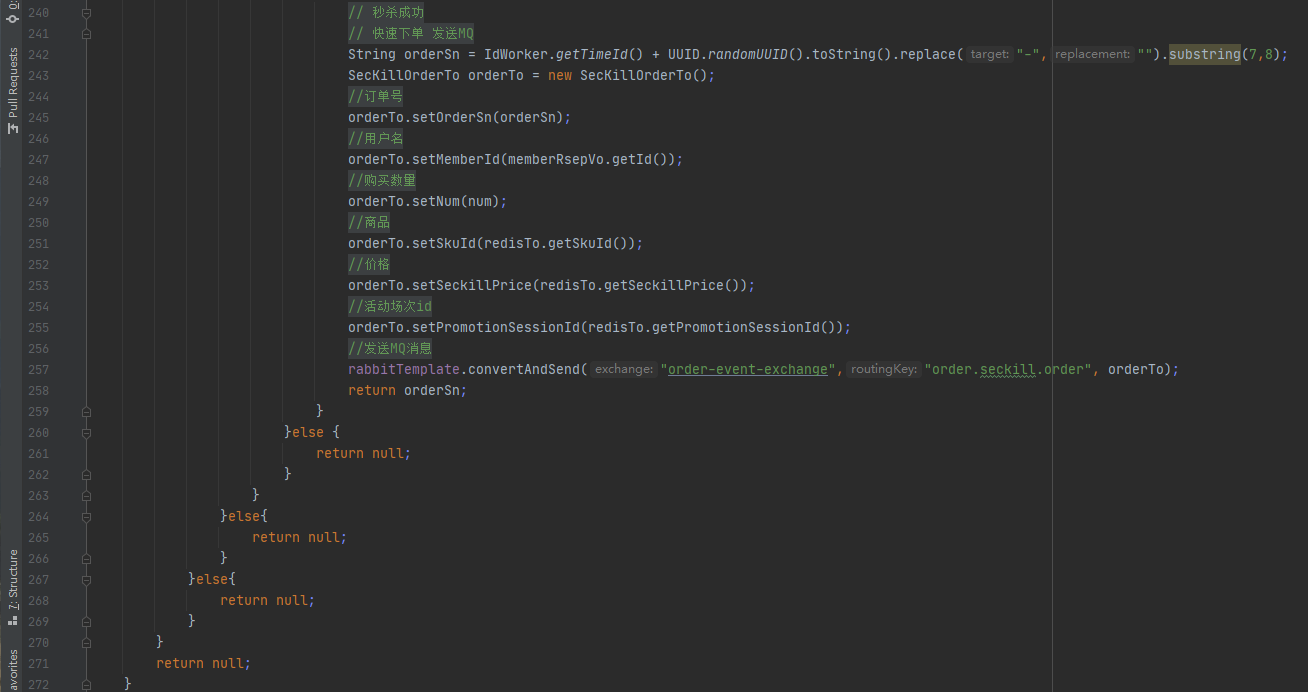 240 // 秒杀成功
241 // 快速下单 发送MQ
242 String orderSn = IdWorker.getTimeId() + UUID.randomUUID().toString().replace( target: "-", replacement: "").substring(7,8);
243 SecKillOrderTo orderTo = new SecKillOrderTo();
244 //订单号
245 orderTo.setOrderSn(orderSn);
246 //用户名
247 orderTo.setMemberId(memberRsepVo.getId());
248 //购买数里
249 orderTo.setNum(num);
250 //商品
251 orderTo.setSkuId(redisTo.getSkuId());
252 //价格
253 orderTo.setSeckillPrice(redisTo.getSeckillPrice());
254 //活动场次id
255 orderTo.setPromotionSessionId(redisTo.getPromotionSessionId());
256 //发送MQ消息
257 rabbitTemplate.convertAndSend( exchange: "order-event-exchange", routingKey: "order.seckill.order", orderTo);
258 return orderSn;
259 }
260 }else {
261 return null;
262 }
263 }
264 }else{
265 return null;
266 }
267 }else{
268 return null;
269 }
270 }
271 return null;
272 }
Pull Requests
7: Structure
avorites